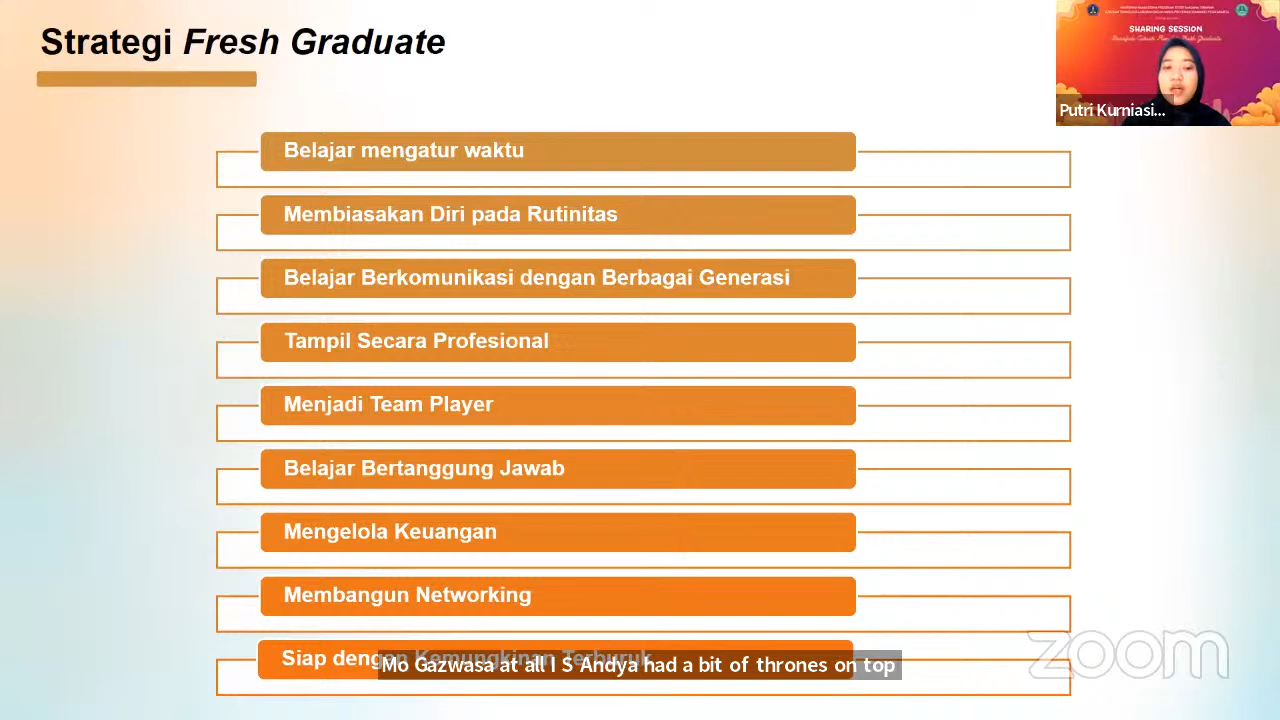 Strategi Fresh Graduate
SHARING SESSION
Putri Kurniasi...
Belajar mengatur waktu
Membiasakan Diri pada Rutinitas
Belajar Berkomunikasi dengan Berbagai Generasi
Tampil Secara Profesional
Menjadi Team Player
Belajar Bertanggung Jawab
Mengelola Keuangan
Membangun Networking
Siap dengan Kemungkinan Terburuk
Mo Gazwasa at all I S Andya had a bit of thrones on top
zoom